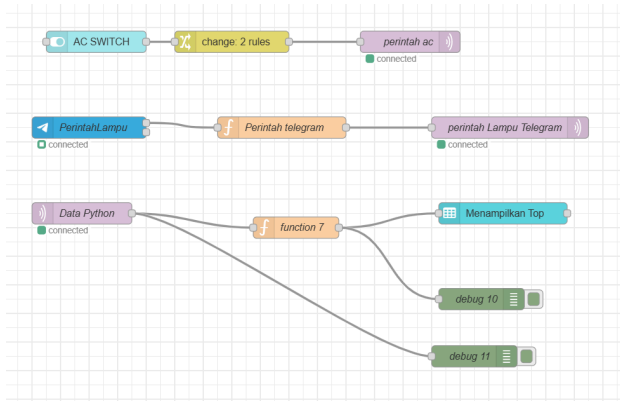 AC SWITCH
change: 2 rules
perintah ac
connected
PerintahLampu
Perintah telegram
perintah Lampu Telegram
connected
connected
Data Python
Menampilkan Top
connected
function 7
debug 10
debug 11